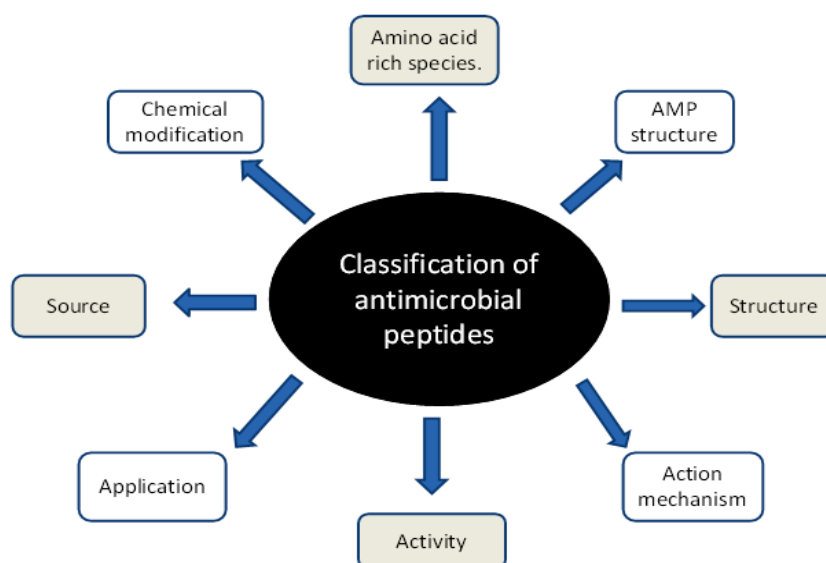 Amino acid
rich species.
Chemical
modification
AMP
structure
Classification of
antimicrobial
peptides
Source
Structure
Application
Action
mechanism
Activity